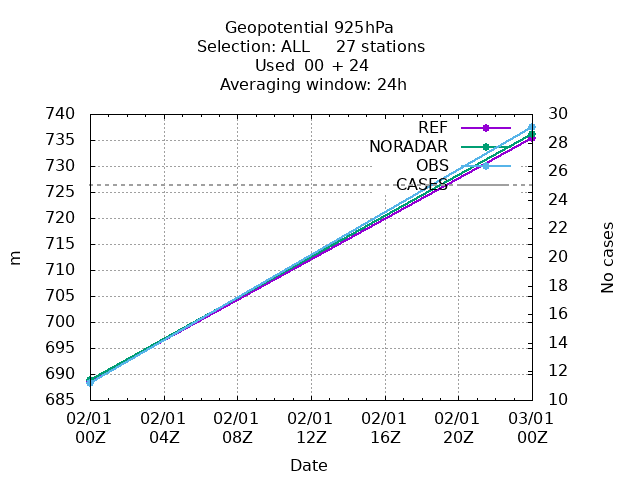 Geopotential 925hPa
Selection: ALL 27 stations
Used 00 + 24
Averaging window: 24h
740
735
730
725
720
715
710
705
700
695
690
685
30
28
26
24
22
20
18
16
14
12
10
REF
NORADAR
OBS
CASES
m
No cases
02/01 02/01 02/01 02/01 02/01 02/01 03/01
00Z 04Z 08Z 12Z 16Z 20Z 00Z
Date